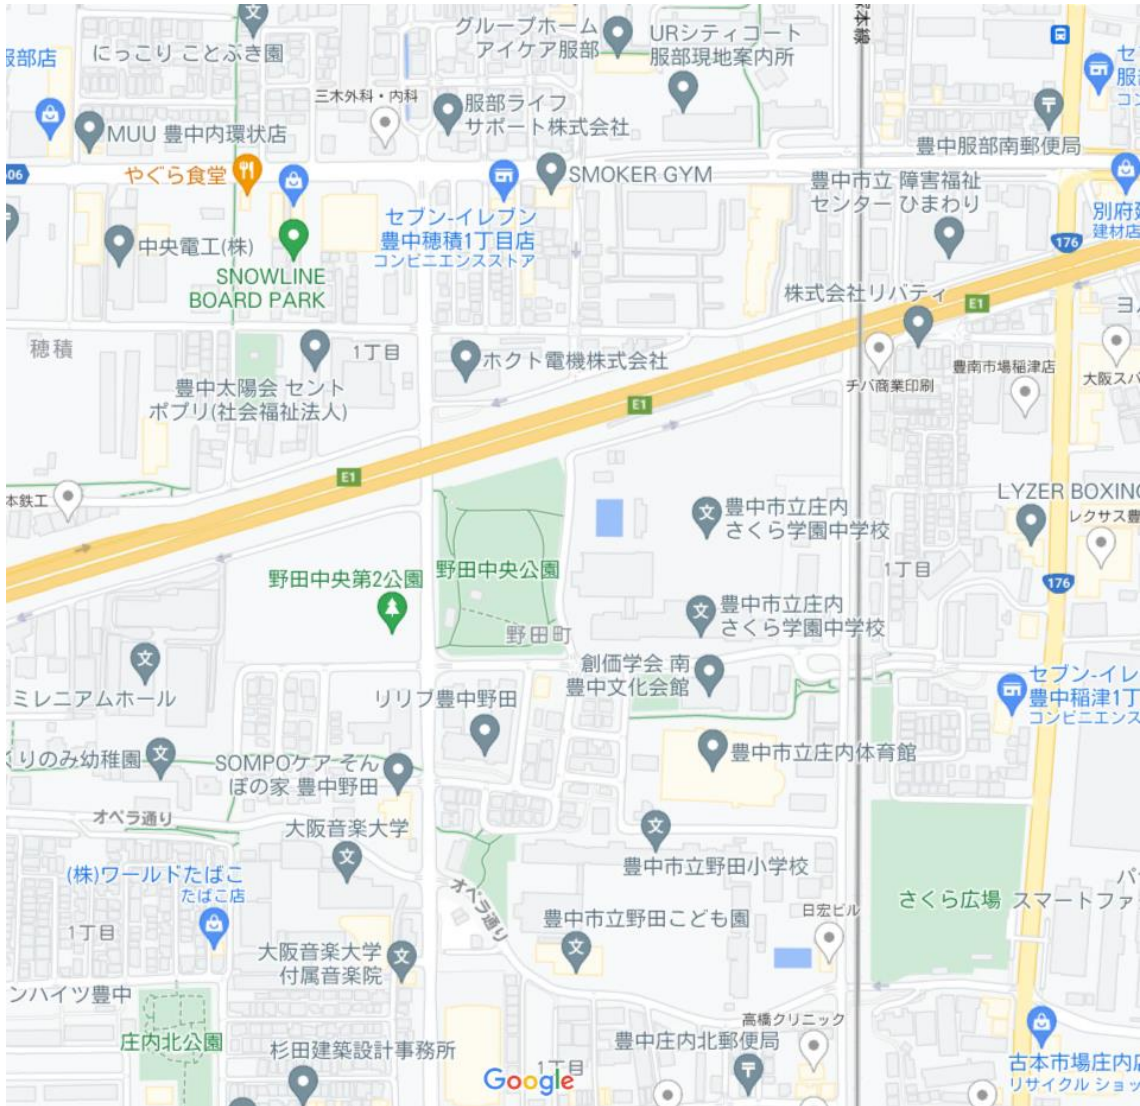 にっこり ことぶき園
グループホーム
アイケア服部
URシティコート
服部現地案内所
塚本線
服部店
三木外科・内科
服部ライフ
サポート株式会社
MUU 豊中内環状店
セブ
服部
コンビニ
豊中服部南郵便局
やぐら食堂
SMOKER GYM
豊中市立 障害福祉
センター ひまわり
セブン-イレブン
豊中穂積1丁目店
コンビニエンスストア
別府
建材店
中央電工(株)
176
SNOWLINE
BOARD PARK
株式会社リバティ
E1
穂積
1丁目
ホクト電機株式会社
豊南市場稲津店
チバ商業印刷
大阪スバ
豊中太陽会 セント
ポプリ(社会福祉法人)
E1
E1
本鉄工
LYZER BOXING
レクサス豊
豊中市立庄内
さくら学園中学校
1丁目
野田中央第2公園
野田中央公園
176
豊中市立庄内
さくら学園中学校
野田町
創価学会 南
豊中文化会館
ミレニアムホール
リリブ豊中野田
セブン-イレ
豊中稲津1丁
コンビニエンス
くりのみ幼稚園
SOMPOケア そん
ぽの家 豊中野田
豊中市立庄内体育館
オペラ通り
大阪音楽大学
豊中市立野田小学校
(株)ワールドたばこ
たばこ店
オペラ通り
さくら広場
スマートファ
1丁目
豊中市立野田こども園
日宏ビル
大阪音楽大学
付属音楽院
ンハイツ豊中
庄内北公園
高橋クリニック
豊中庄内北郵便局
杉田建築設計事務所
1丁目
古本市場庄内店
リサイクル ショッ
Google